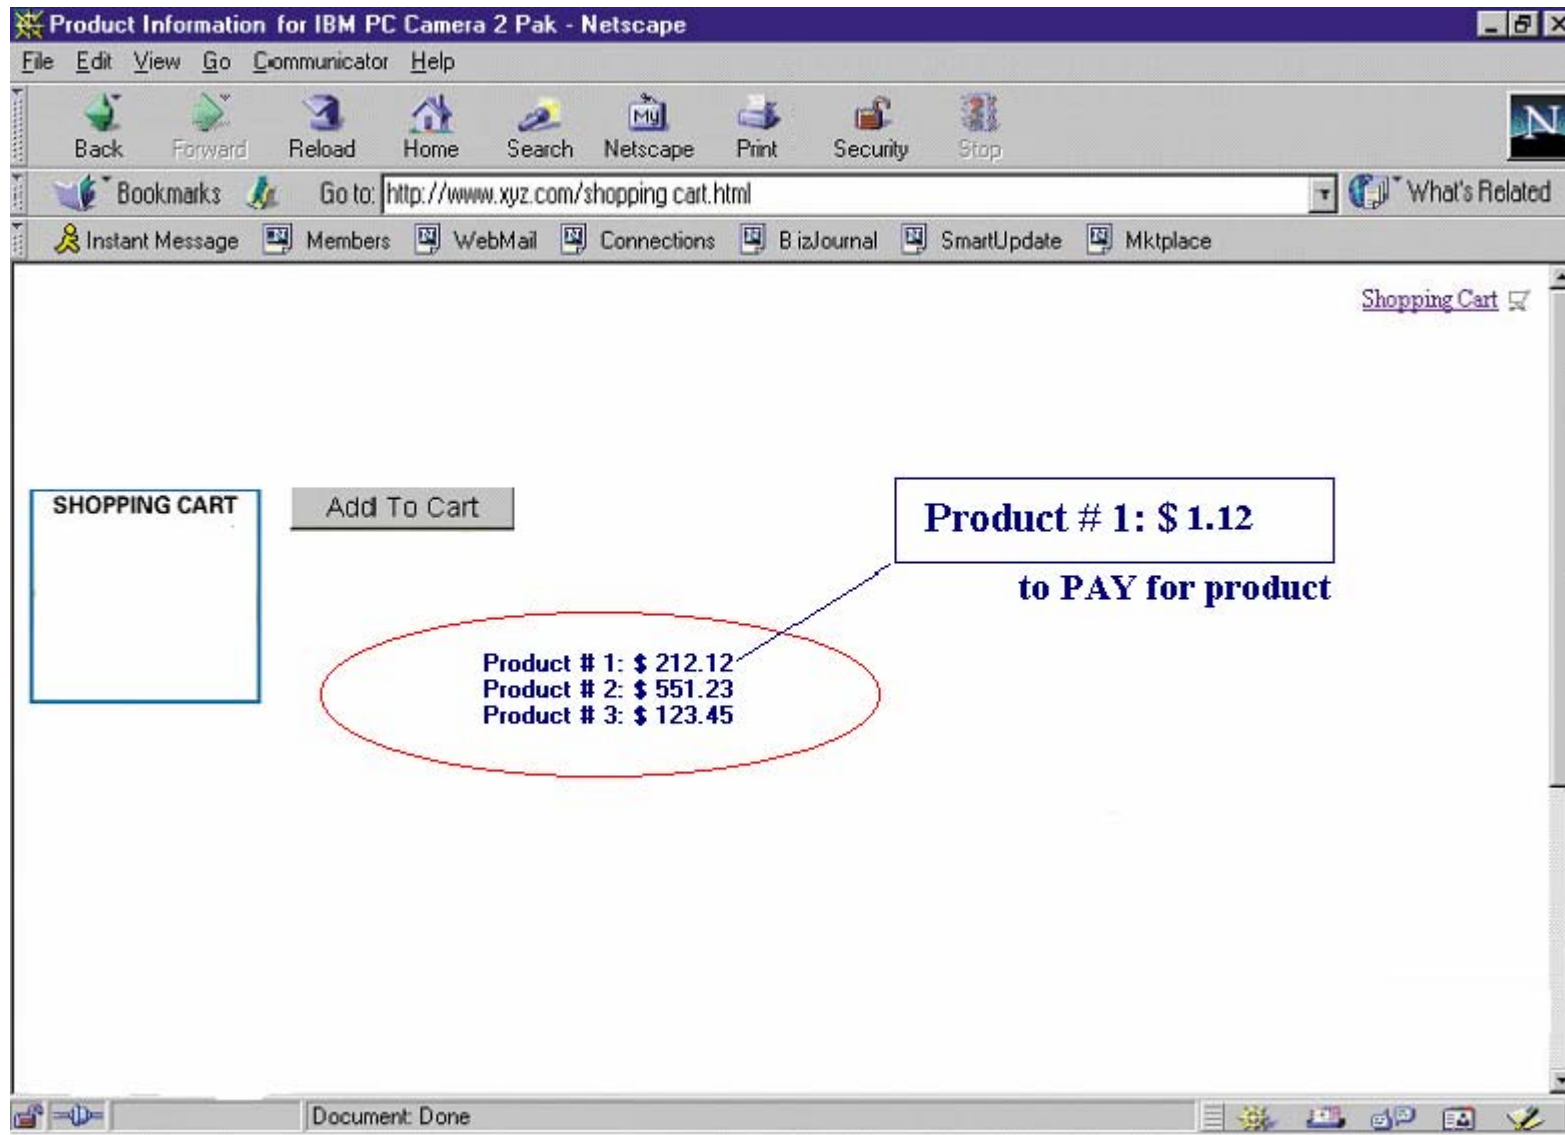 Product Information for IBM PC Camera 2 Pak - Netscape
File Edit View Go Communicator Help
My
N
Back Forward Reload Home Search Netscape Print Security Stop
Bookmarks Go to: http://www.xyz.com/shopping cart.html What's Related
Instant Message Members WebMail Connections BizJournal SmartUpdate Mktplace
Shopping Cart
SHOPPING CART
Add To Cart
Product # 1: $ 1.12
to PAY for product
Product # 1: $ 212.12
Product # 2: $ 551.23
Product # 3: $ 123.45
Document: Done